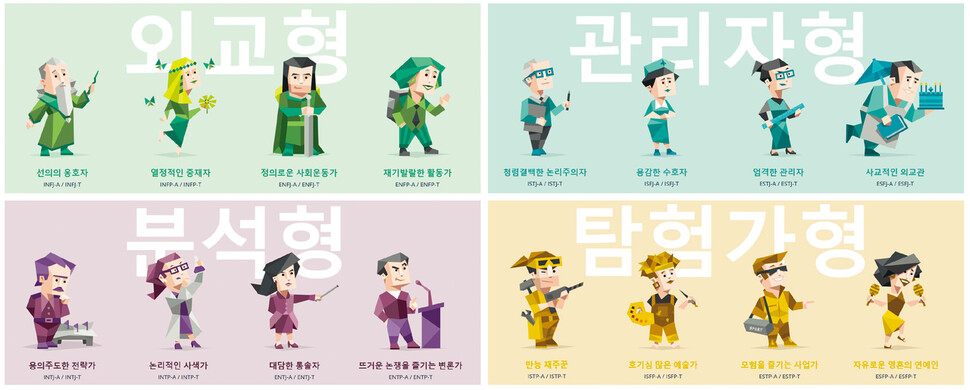 외교형
선의의 옹호자
INFJ-A / INFJ-T
열정적인 중재자
INFP-A / INFP-T
정의로운 사회운동가
ENFJ-A / ENFJ-T
재기발랄한 활동가
ENFP-A / ENFP-T
관리자형
청렴결백한 논리주의자
ISTJ-A / ISTJ-T
용감한 수호자
ISFJ-A / ISFJ-T
엄격한 관리자
ESTJ-A / ESTJ-T
사교적인 외교관
ESFJ-A / ESFJ-T
분석형
용의주도한 전략가
INTJ-A / INTJ-T
논리적인 사색가
INTP-A / INTP-T
대담한 통솔자
ENTJ-A / ENTJ-T
뜨거운 논쟁을 즐기는 변론가
ENTP-A / ENTP-T
탐험가형
만능 재주꾼
ISTP-A / ISTP-T
호기심 많은 예술가
ISFP-A / ISFP-T
모험을 즐기는 사업가
ESTP-A / ESTP-T
자유로운 영혼의 연예인
ESFP-A / ESFP-T